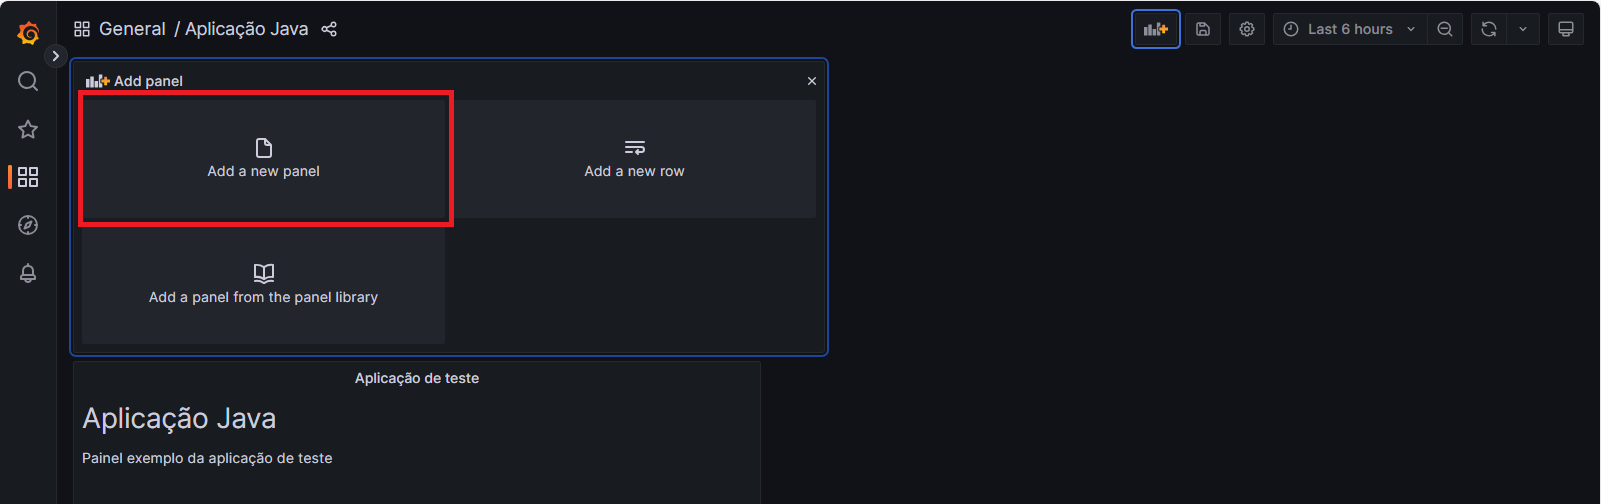 General / Aplicação Java
Last 6 hours
Add panel
Add a new panel
Add a new row
Add a panel from the panel library
Aplicação de teste
Aplicação Java
Painel exemplo da aplicação de teste